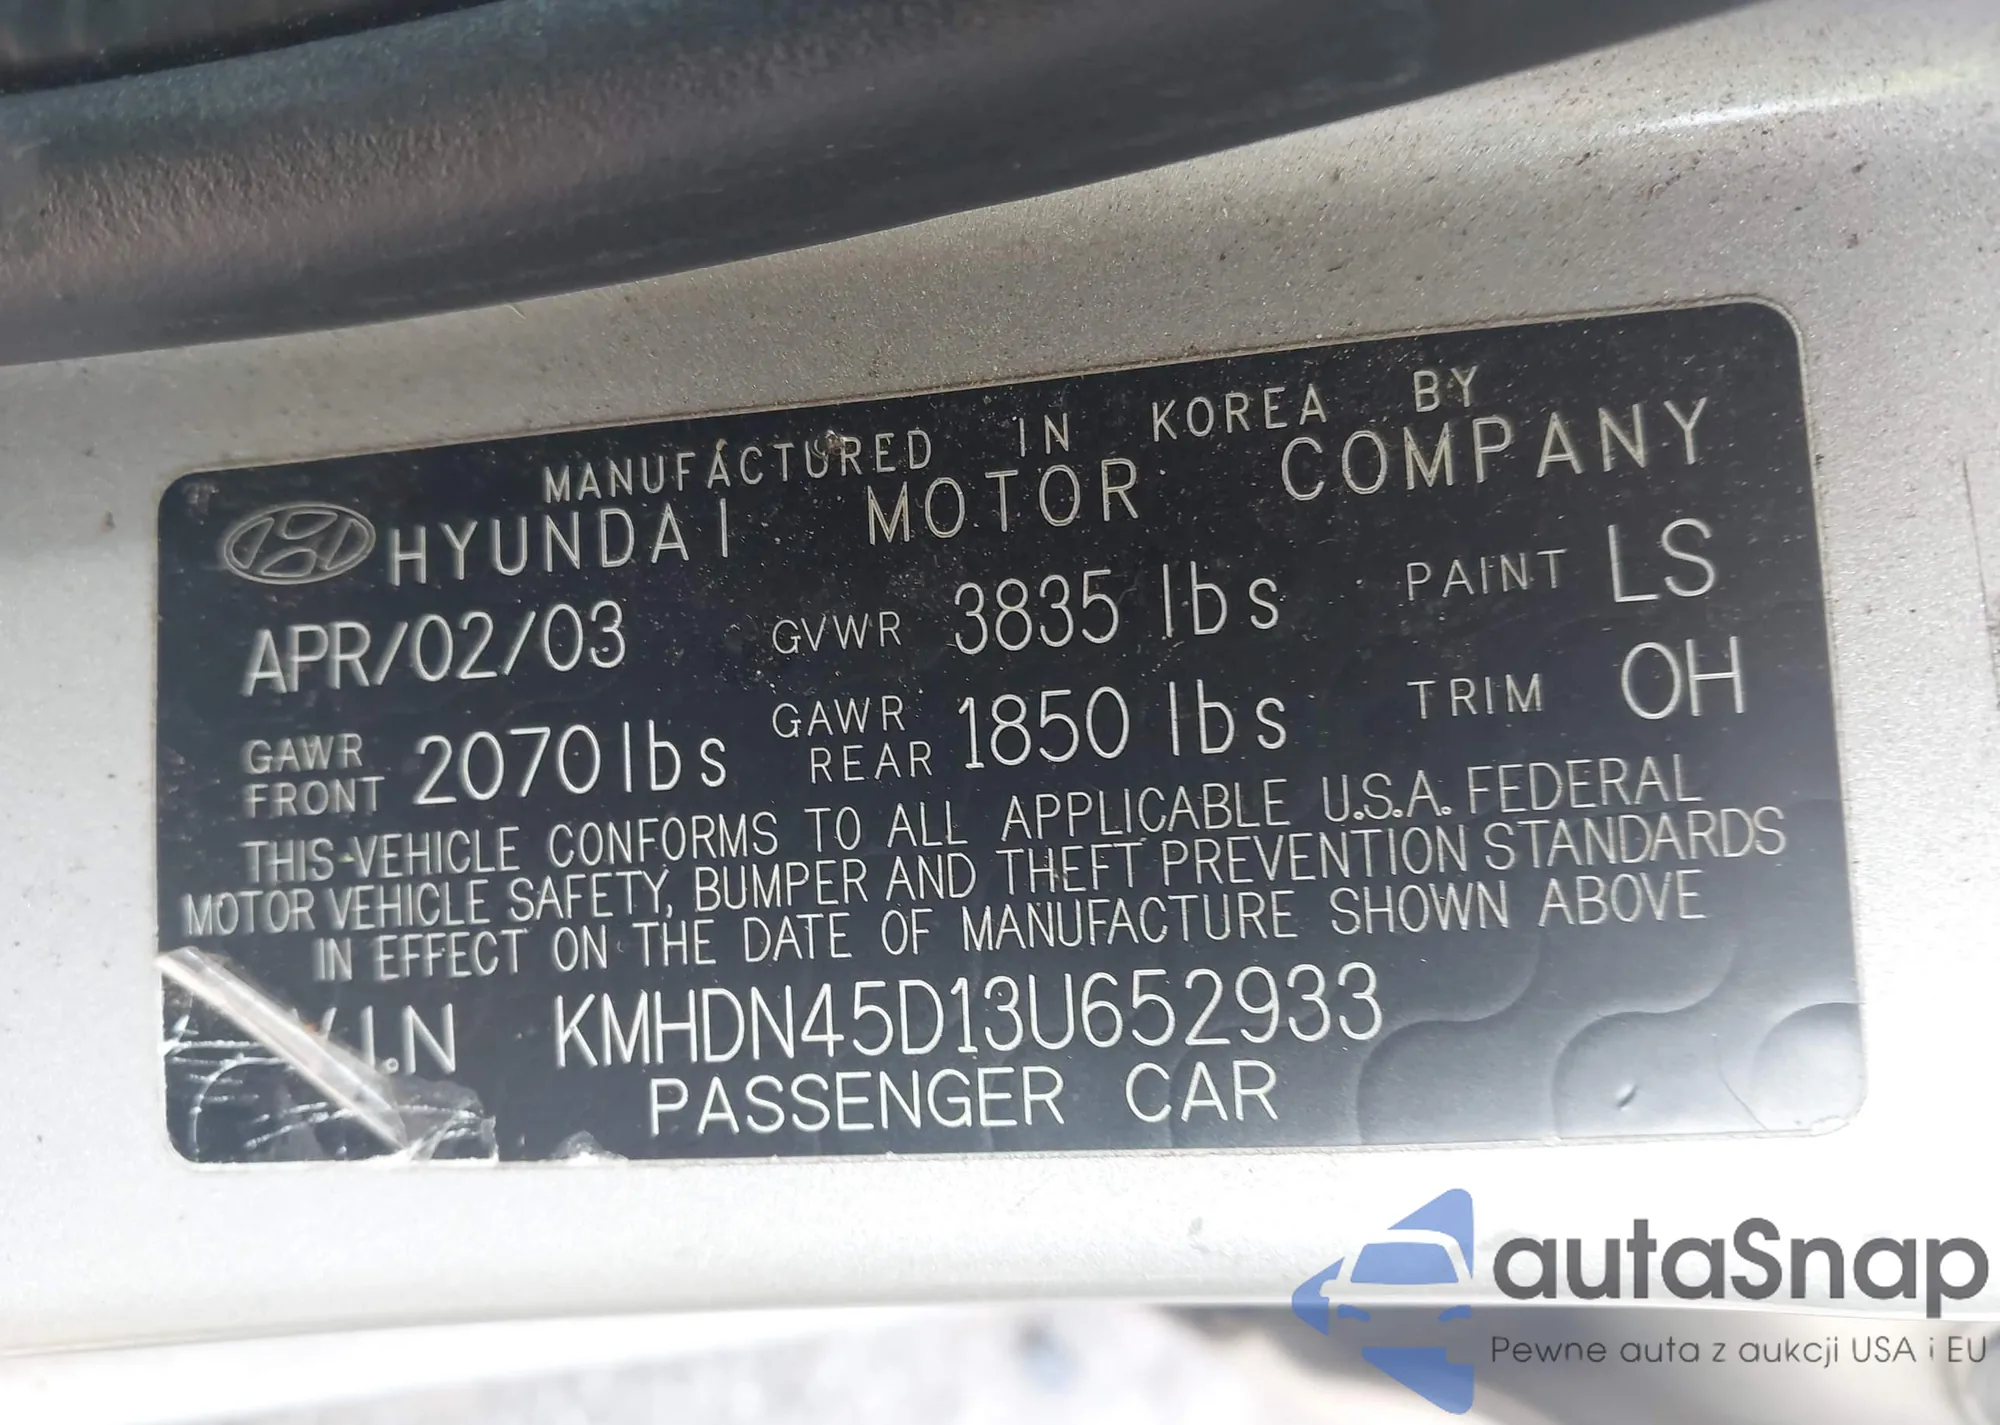 MANUFACTURED IN KOREA BY
HYUNDAI MOTOR COMPANY
APR/02/03 GVWR 3835 lbs PAINT LS
GAWR FRONT 2070 lbs GAWR REAR 1850 lbs TRIM OH
THIS VEHICLE CONFORMS TO ALL APPLICABLE U.S.A. FEDERAL
MOTOR VEHICLE SAFETY, BUMPER AND THEFT PREVENTION STANDARDS
IN EFFECT ON THE DATE OF MANUFACTURE SHOWN ABOVE
V.I.N KMHDN45D13U652933
PASSENGER CAR
autaSnap
Pewne auta z aukcji USA i EU